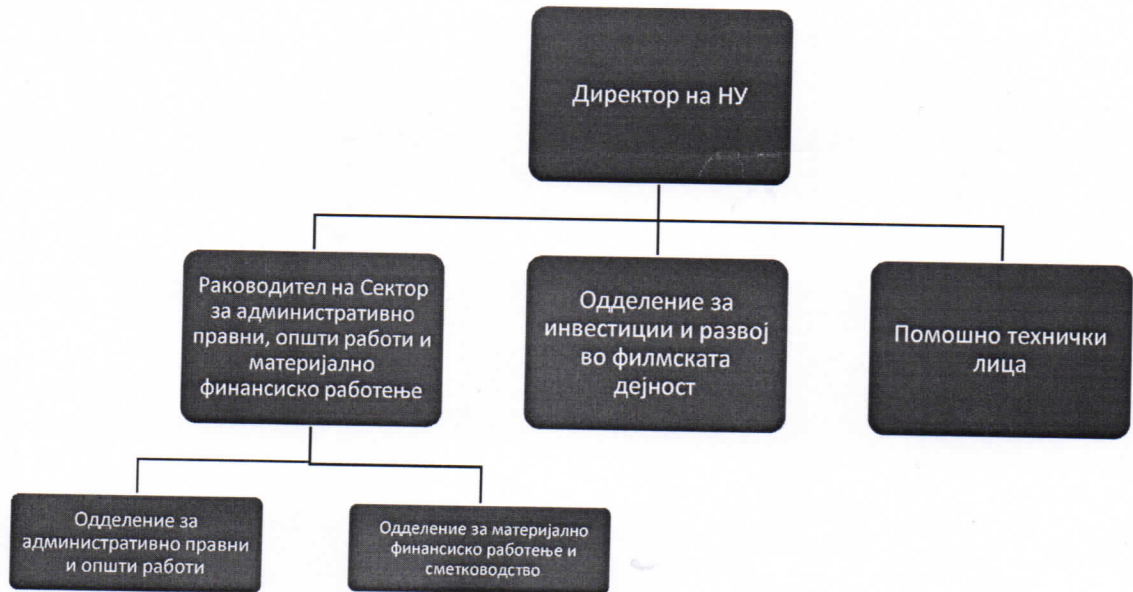 Директор на НУ
Раководител на Сектор
за административно
правни, општи работи и
материјално
финансиско работење
Одделение за
инвестиции и развој
во филмската
дејност
Помошно технички
лица
Одделение за
административно правни
и општи работи
Одделение за материјално
финансиско работење и
сметководство